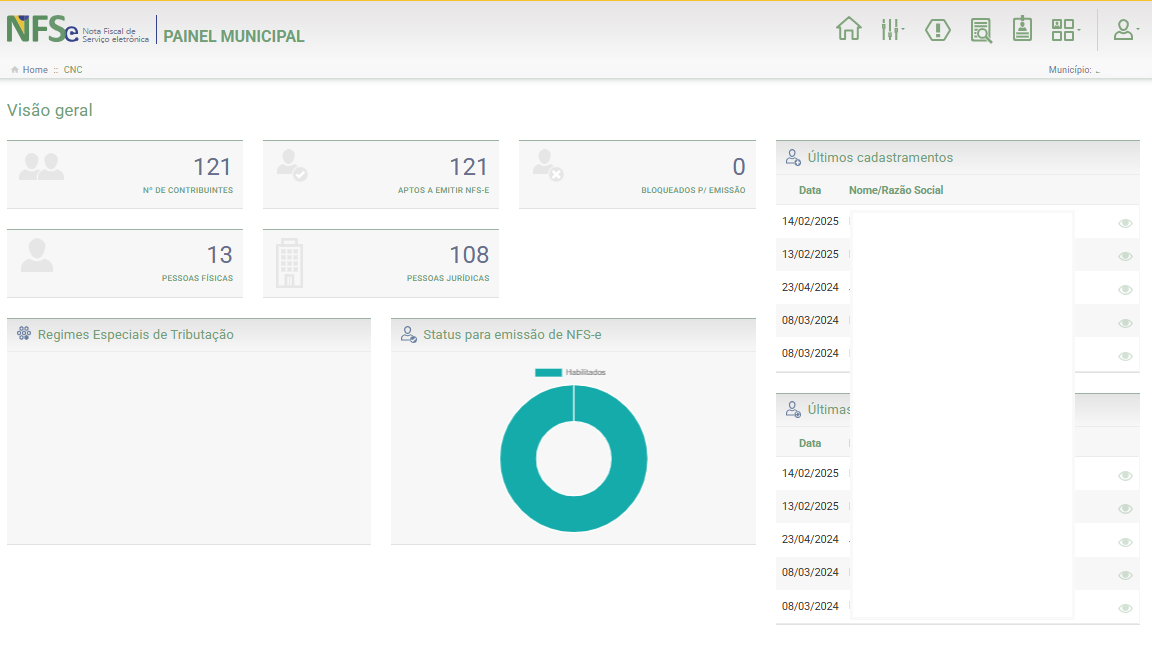 NFSe Nota Fiscal de Serviço eletrônica PAINEL MUNICIPAL
Home :: CNC
Município:
Visão geral
121
Nº DE CONTRIBUINTES
121
APTOS A EMITIR NFS-E
0
BLOQUEADOS P/ EMISSÃO
13
PESSOAS FÍSICAS
108
PESSOAS JURÍDICAS
Regimes Especiais de Tributação
Status para emissão de NFS-e
Habilitados
Últimos cadastramentos
Data Nome/Razão Social
14/02/2025
13/02/2025
23/04/2024
08/03/2024
08/03/2024
Últimas
Data
14/02/2025
13/02/2025
23/04/2024
08/03/2024
08/03/2024